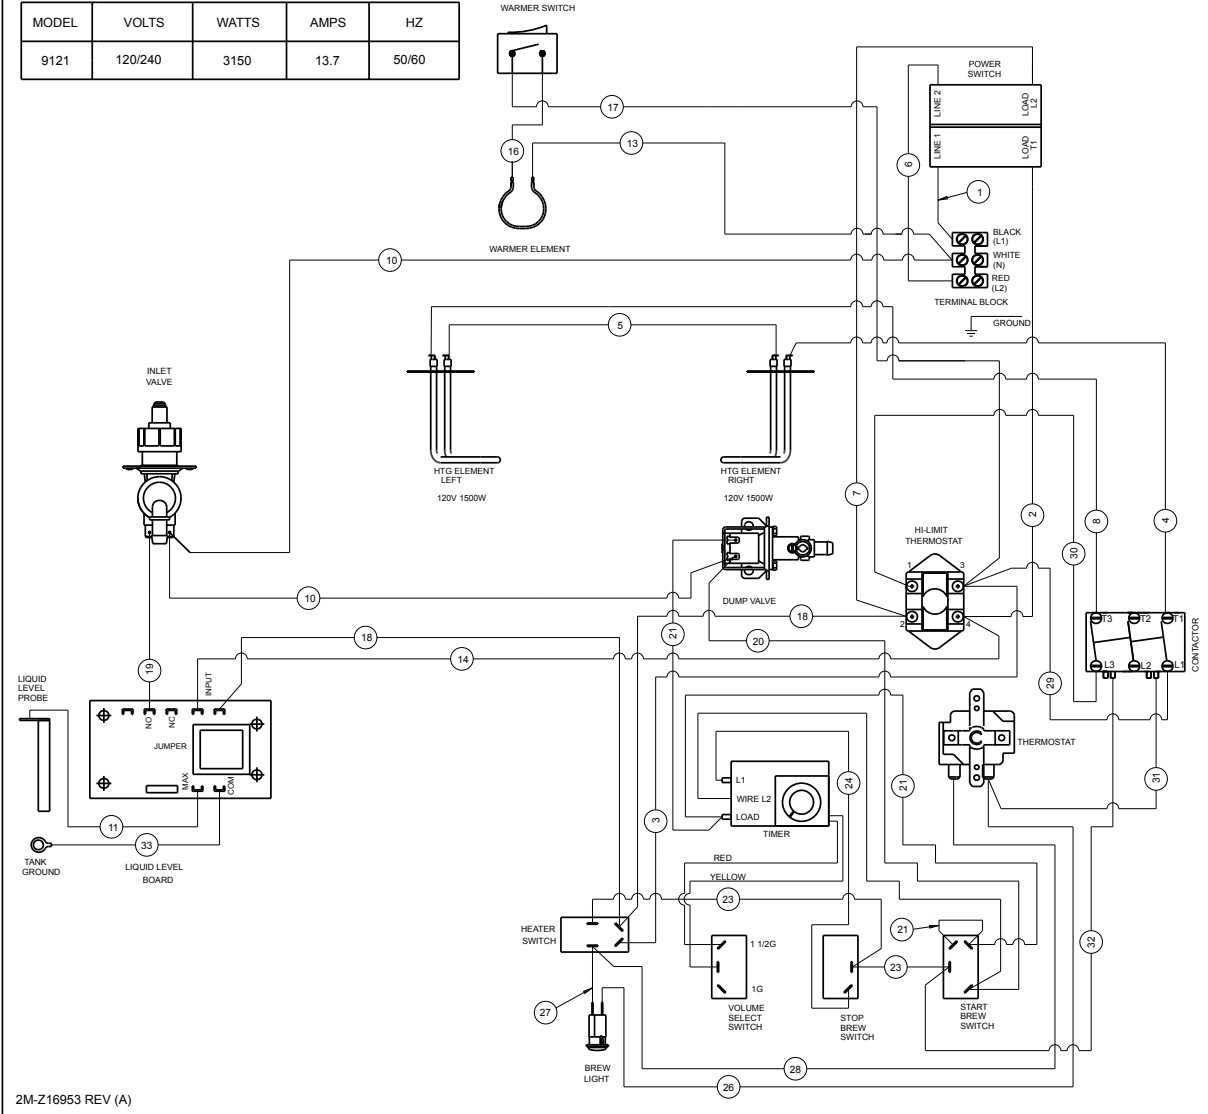 MODEL VOLTS WATTS AMPS HZ
9121 120/240 3150 13.7 50/60
WARMER SWITCH
17
16
13
WARMER ELEMENT
POWER
SWITCH
LINE 2
LOAD
L2
LINE 1
LOAD
T1
6
1
BLACK
(L1)
WHITE
(N)
RED
(L2)
TERMINAL BLOCK
GROUND
10
5
INLET
VALVE
HTG ELEMENT
LEFT
120V 1500W
HTG ELEMENT
RIGHT
120V 1500W
7
2
8
4
30
HI-LIMIT
THERMOSTAT
1
3
2
4
DUMP VALVE
10
18
21
20
18
14
19
T3
T2
T1
L3
L2
L1
CONTACTOR
29
LIQUID
LEVEL
PROBE
INPUT
NO
NC
JUMPER
MAX
COM
11
33
TANK
GROUND
LIQUID LEVEL
BOARD
THERMOSTAT
31
24
21
3
L1
WIRE L2
LOAD
TIMER
RED
YELLOW
23
HEATER
SWITCH
21
32
23
1 1/2G
1G
VOLUME
SELECT
SWITCH
STOP
BREW
SWITCH
START
BREW
SWITCH
27
BREW
LIGHT
28
26
2M-Z16953 REV (A)